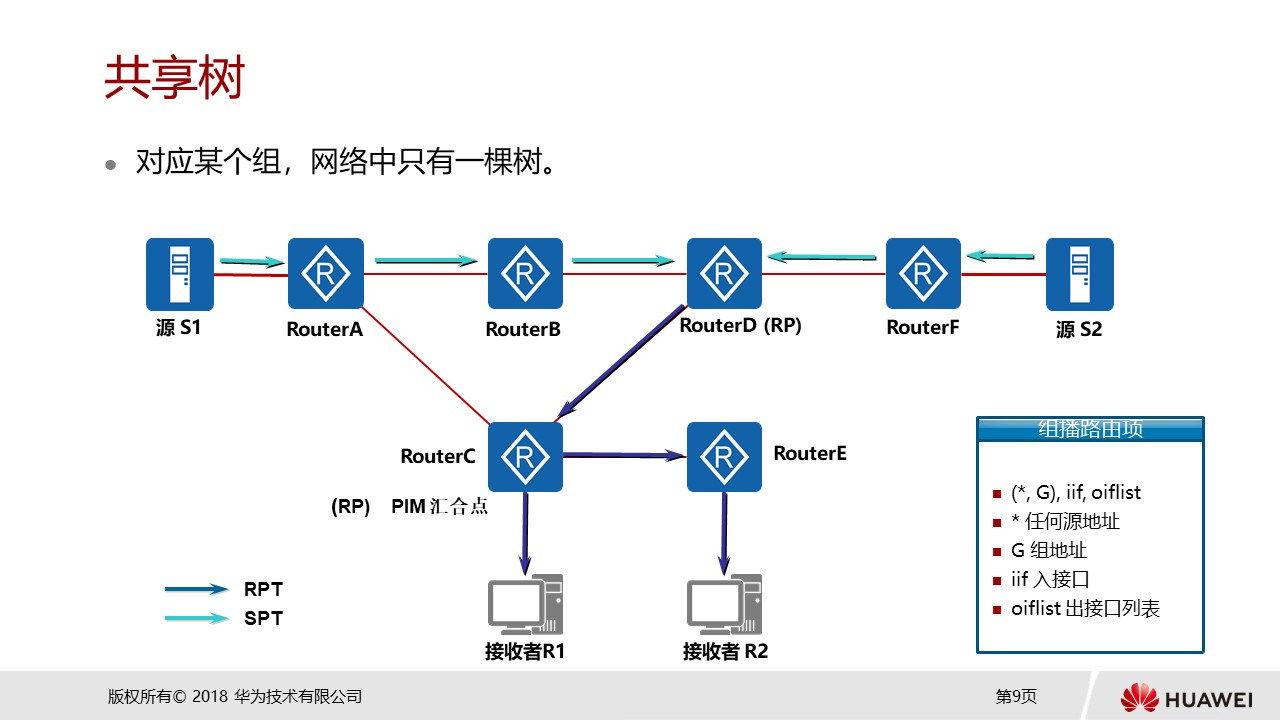 共享树
对应某个组，网络中只有一棵树。
R
R
R
R
源 S1
RouterA
RouterB
RouterD (RP)
RouterF
源 S2
组播路由项
R
R
RouterC
RouterE
(RP) PIM 汇合点
(*, G), iif, oiflist
* 任何源地址
G 组地址
iif 入接口
oiflist 出接口列表
RPT
SPT
接收者R1
接收者 R2
版权所有© 2018 华为技术有限公司
第9页
HUAWEI